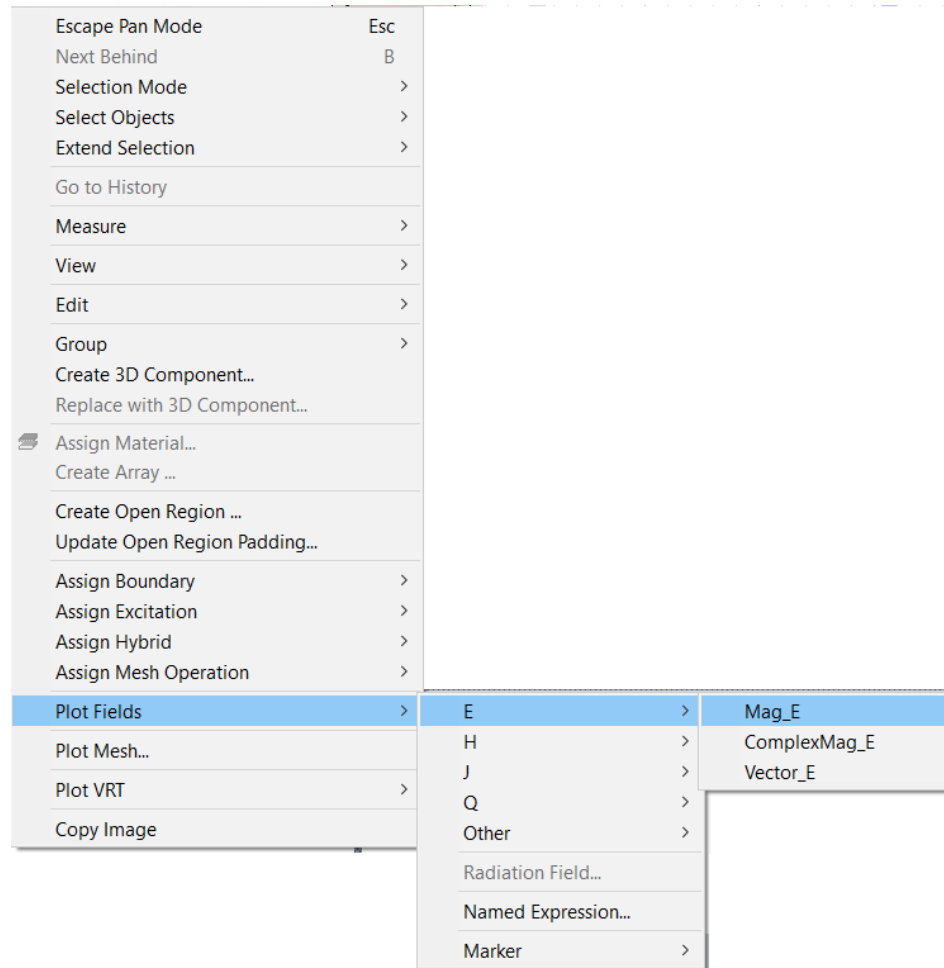 Escape Pan Mode Esc
Next Behind B
Selection Mode
Select Objects
Extend Selection
Go to History
Measure
View
Edit
Group
Create 3D Component...
Replace with 3D Component...
Assign Material...
Create Array ...
Create Open Region ...
Update Open Region Padding...
Assign Boundary
Assign Excitation
Assign Hybrid
Assign Mesh Operation
Plot Fields
Plot Mesh...
Plot VRT
Copy Image
E
H
J
Q
Other
Radiation Field...
Named Expression...
Marker
Mag_E
ComplexMag_E
Vector_E